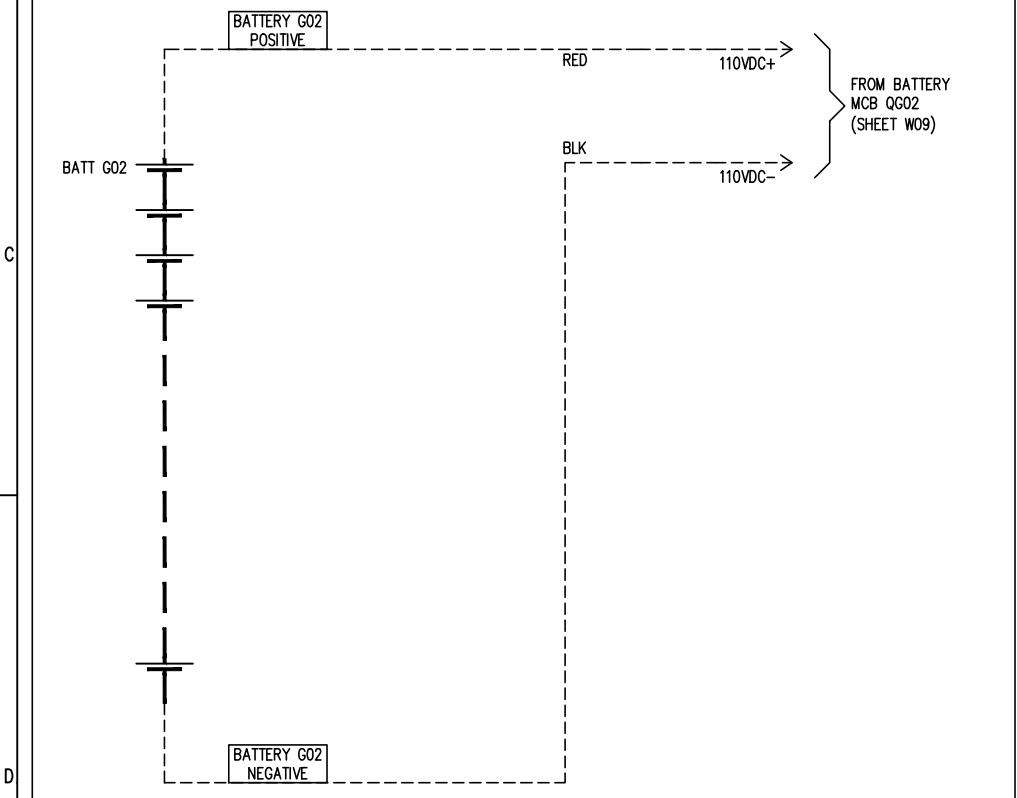 BATTERY G02
POSITIVE
RED
110VDC+
FROM BATTERY
MCB QG02
(SHEET W09)
BLK
110VDC-
BATT G02
C
BATTERY G02
NEGATIVE
D